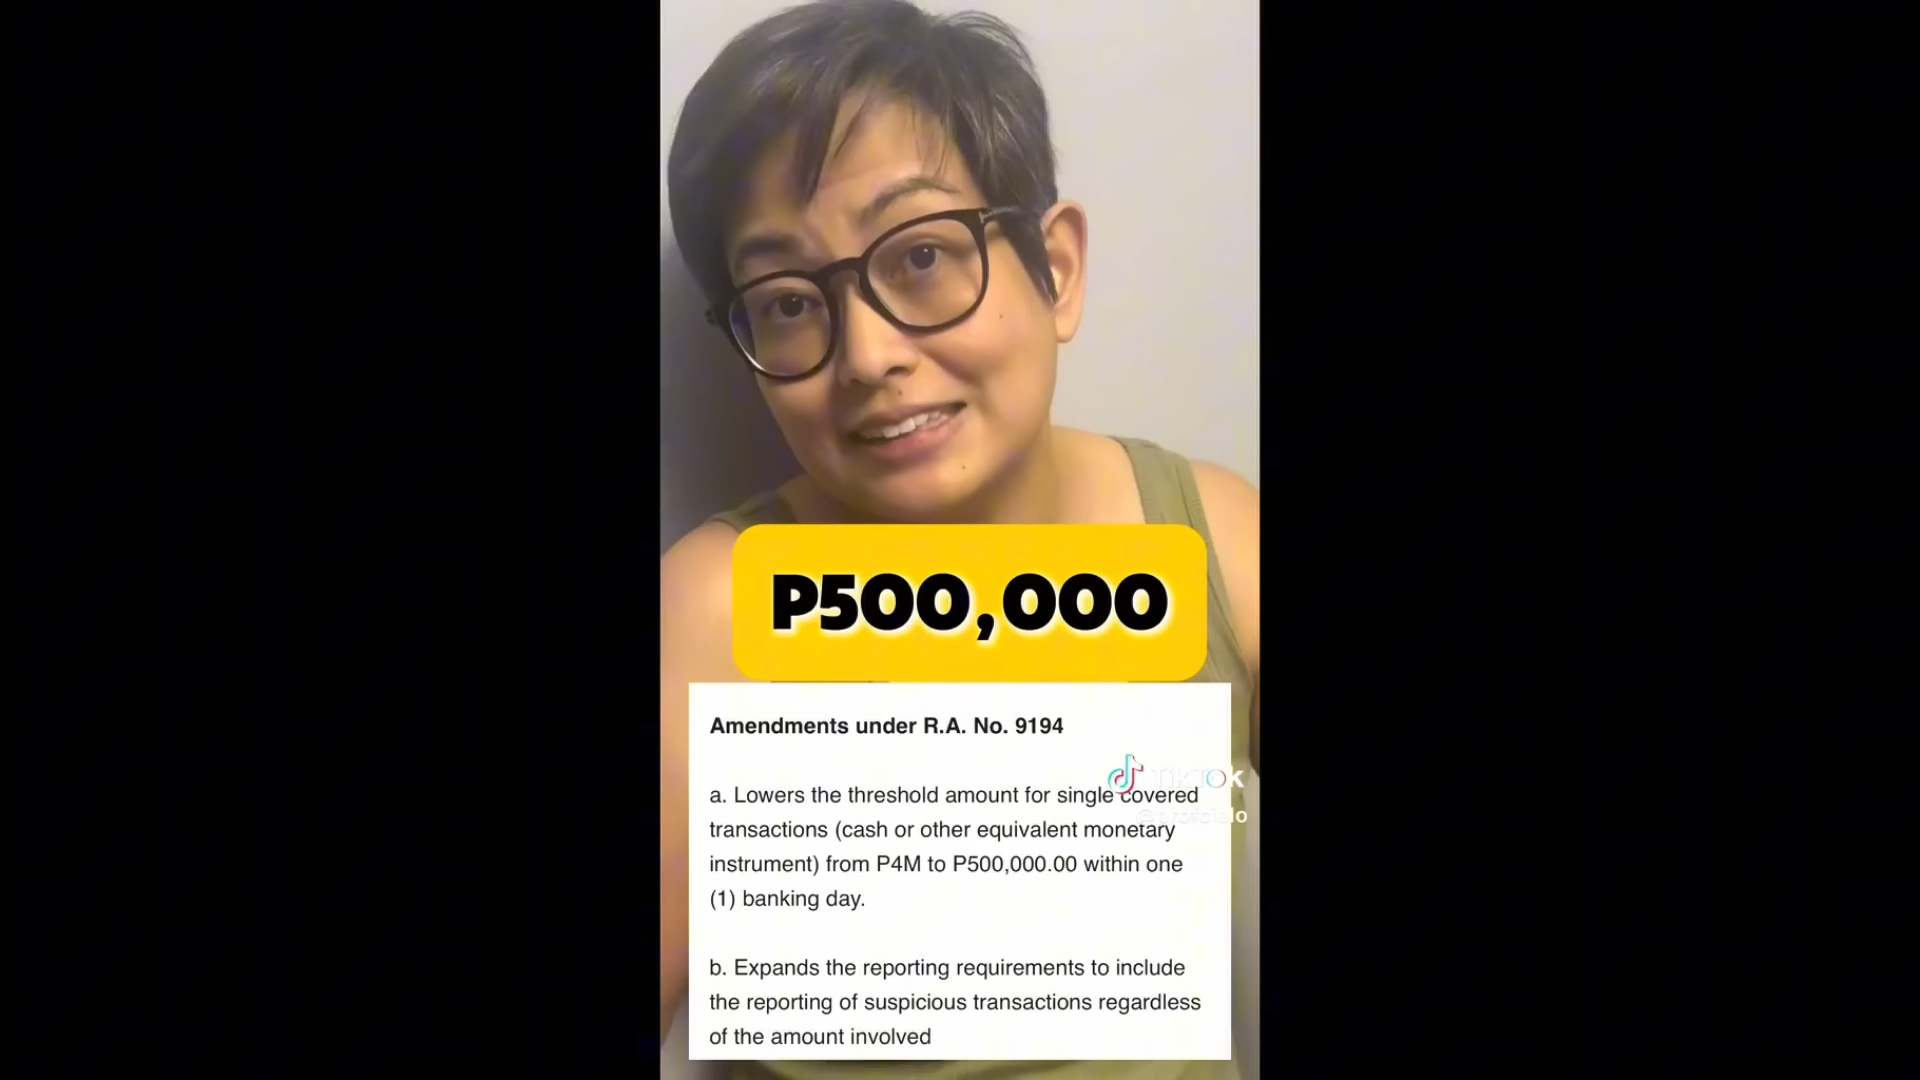 P500,000
Amendments under R.A. No. 9194
a. Lowers the threshold amount for single covered
transactions (cash or other equivalent monetary
instrument) from P4M to P500,000.00 within one
(1) banking day.
b. Expands the reporting requirements to include
the reporting of suspicious transactions regardless
of the amount involved
TikTok